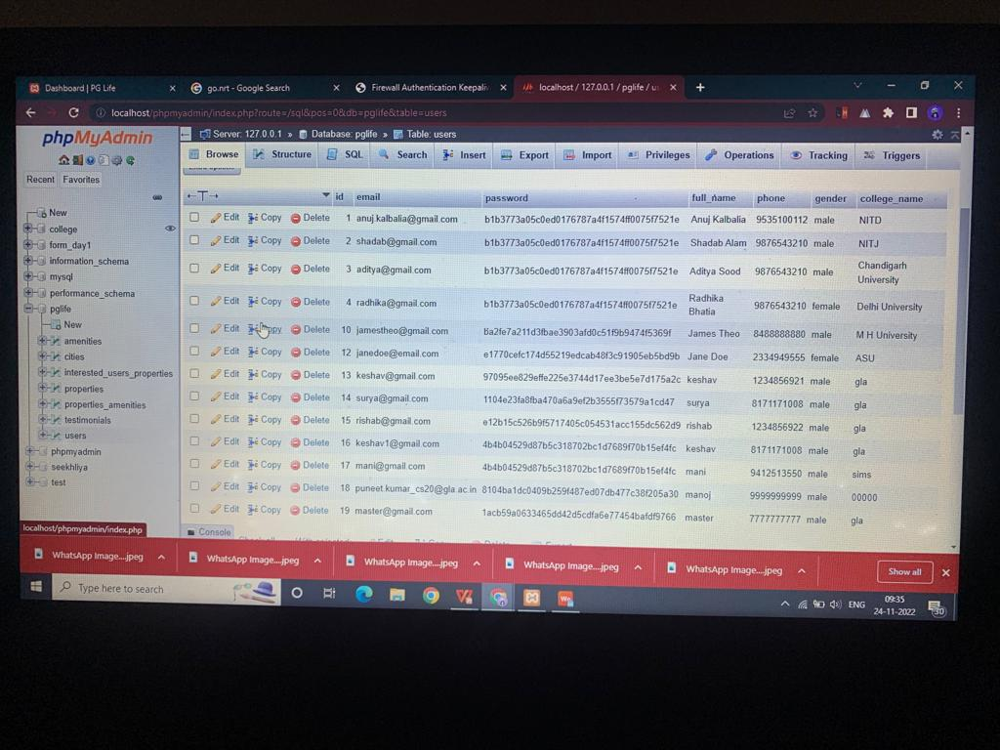 Dashboard | PG Life × go.nrt - Google Search × Firewall Authentication Keepaliv × localhost / 127.0.0.1 / pglife / u × +
localhost/phpmyadmin/index.php?route=/sql&pos=0&db=pglife&table=users
phpMyAdmin
Server: 127.0.0.1 » Database: pglife » Table: users
Browse Structure SQL Search Insert Export Import Privileges Operations Tracking Triggers
Recent Favorites
New
college
form_day1
information_schema
mysql
performance_schema
pglife
New
amenities
cities
interested_users_properties
properties
properties_amenities
testimonials
users
phpmyadmin
seekhliya
test
←T→ id email password full_name phone gender college_name
Edit Copy Delete 1 anuj.kalbalia@gmail.com b1b3773a05c0ed0176787a4f1574ff0075f7521e Anuj Kalbalia 9535100112 male NITD
Edit Copy Delete 2 shadab@gmail.com b1b3773a05c0ed0176787a4f1574ff0075f7521e Shadab Alam 9876543210 male NITJ
Edit Copy Delete 3 aditya@gmail.com b1b3773a05c0ed0176787a4f1574ff0075f7521e Aditya Sood 9876543210 male Chandigarh
University
Edit Copy Delete 4 radhika@gmail.com b1b3773a05c0ed0176787a4f1574ff0075f7521e Radhika
Bhatia 9876543210 female Delhi University
Edit Copy Delete 10 jamestheo@gmail.com James Theo 8488888880 male M H University
Edit Copy Delete 12 janedoe@email.com e1770cefc174d55219edcab48f3c91905eb5bd9b Jane Doe 2334949555 female ASU
Edit Copy Delete 13 keshav@gmail.com 97095ee829effe225e3744d17ee3be5e7d175a2c keshav 1234856921 male gla
Edit Copy Delete 14 surya@gmail.com 1104e23fa8fba470a6a9ef2b3555f73579a1cd47 surya 8171171008 male gla
Edit Copy Delete 15 rishab@gmail.com e12b15c526b9f5717405c054531acc155dc562d9 rishab 1234856922 male gla
Edit Copy Delete 16 keshav1@gmail.com 4b4b04529d87b5c318702bc1d7689f70b15ef4fc keshav 8171171008 male gla
Edit Copy Delete 17 mani@gmail.com 4b4b04529d87b5c318702bc1d7689f70b15ef4fc mani 9412513550 male sims
Edit Copy Delete 18 puneet.kumar_cs20@gla.ac.in 8104ba1dc0409b259f487ed07db477c38f205a30 manoj 9999999999 male 00000
Edit Copy Delete 19 master@gmail.com 1acb59a0633465dd42d5cdfa6e77454bafdf9766 master 7777777777 male gla
Console
localhost/phpmyadmin/index.php
WhatsApp Image....jpeg WhatsApp Image....jpeg WhatsApp Image....jpeg WhatsApp Image....jpeg WhatsApp Image....jpeg Show all
Type here to search
ENG
09:35
24-11-2022
30